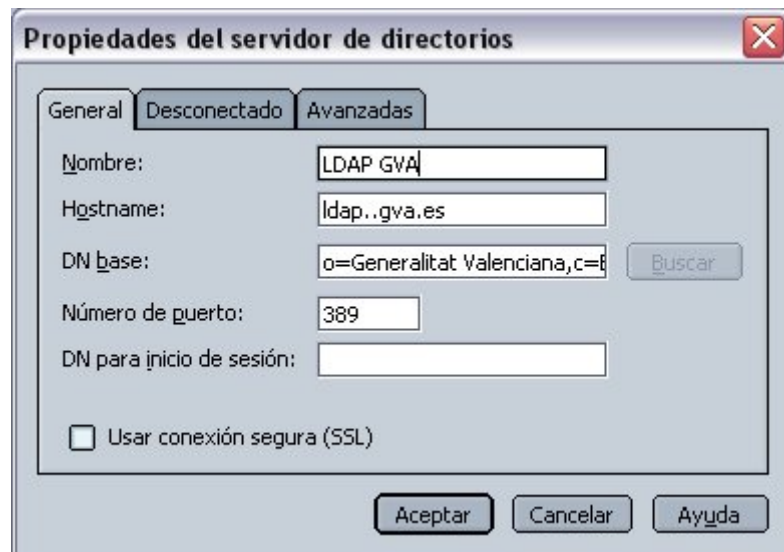 Propiedades del servidor de directorios
General Desconectado Avanzadas
Nombre: LDAP GVA
Hostname: ldap..gva.es
DN base: o=Generalitat Valenciana,c=E Buscar
Número de puerto: 389
DN para inicio de sesión:
Usar conexión segura (SSL)
Aceptar Cancelar Ayuda